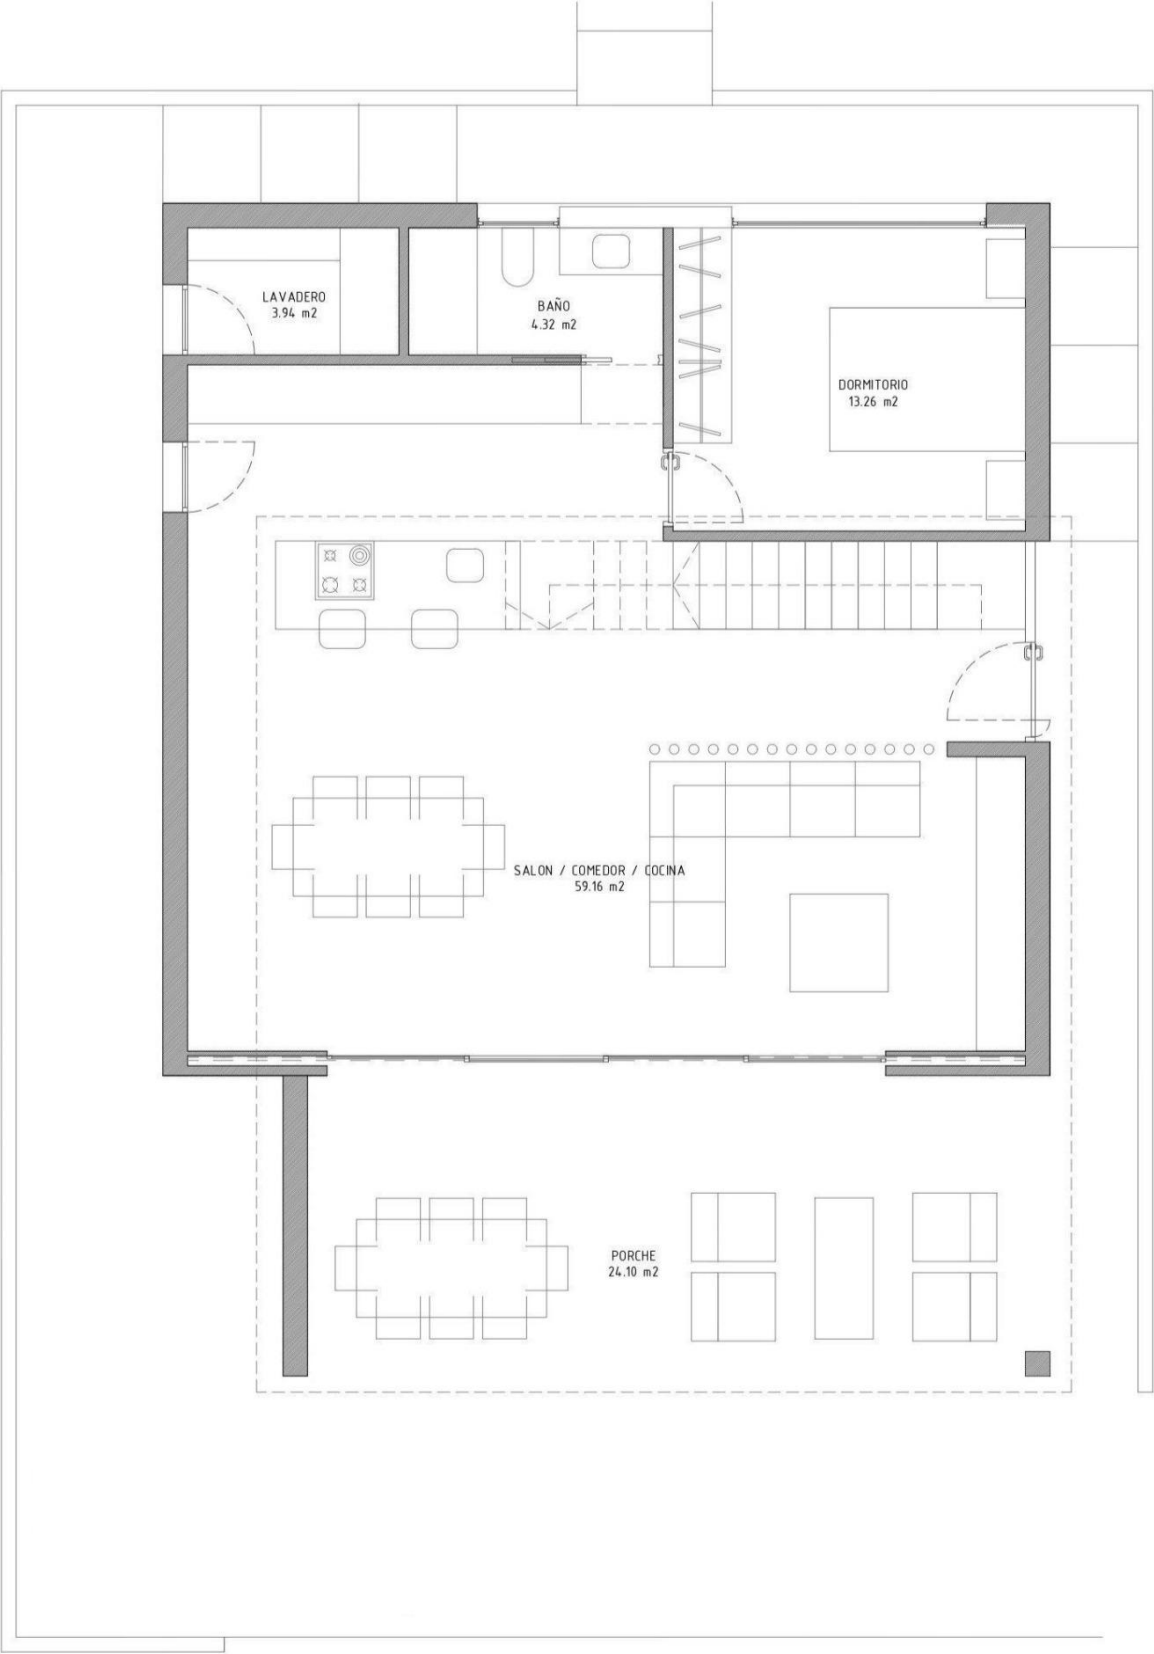 LAVADERO
3.94 m2
BAÑO
4.32 m2
DORMITORIO
13.26 m2
SALON / COMEDOR / COCINA
59.16 m2
PORCHE
24.10 m2